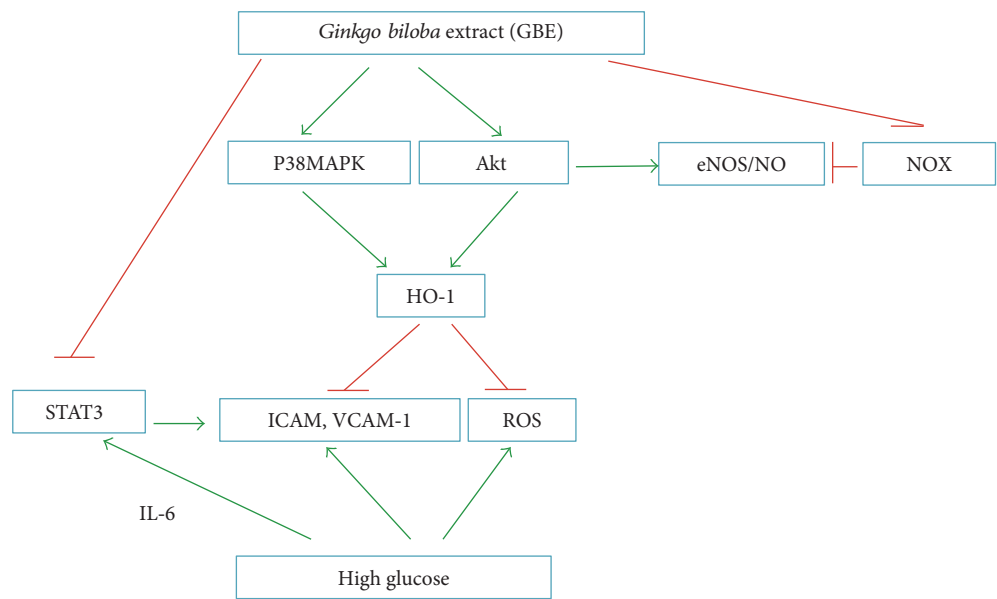 Ginkgo biloba extract (GBE)
P38MAPK
Akt
eNOS/NO
NOX
HO-1
STAT3
ICAM, VCAM-1
ROS
IL-6
High glucose